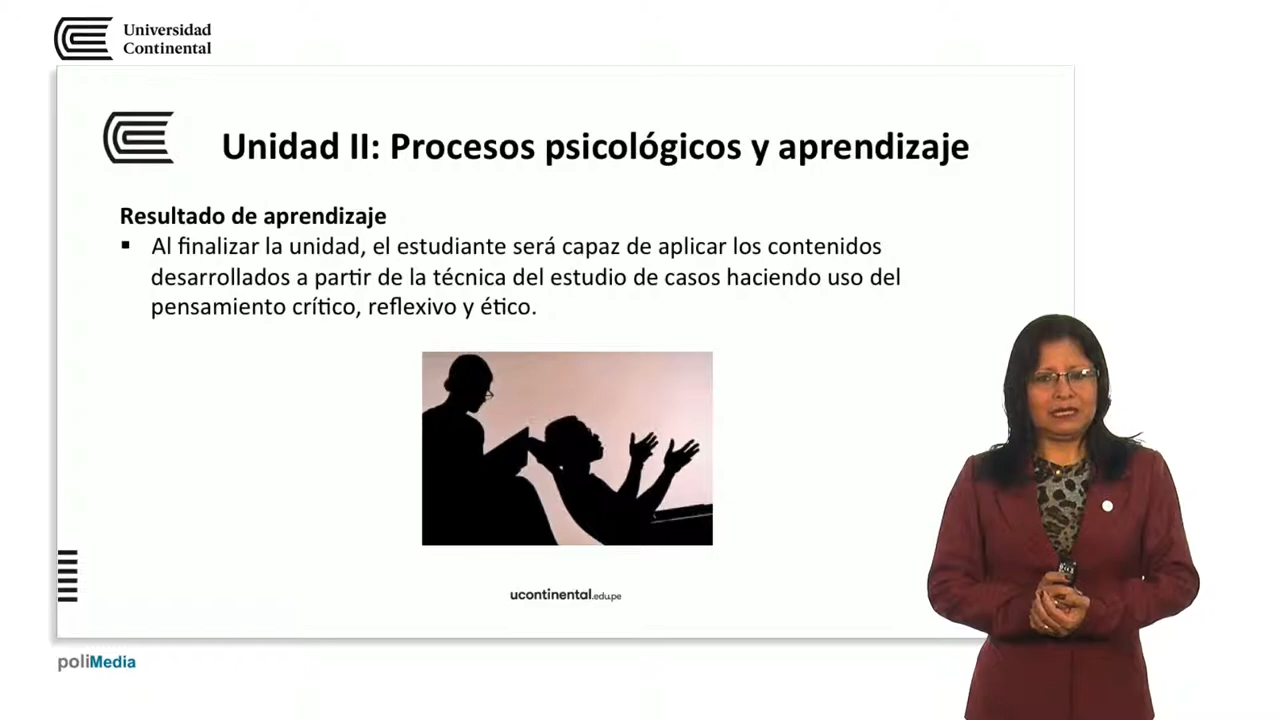 Universidad
Continental
Unidad II: Procesos psicológicos y aprendizaje
Resultado de aprendizaje
▪ Al finalizar la unidad, el estudiante será capaz de aplicar los contenidos
desarrollados a partir de la técnica del estudio de casos haciendo uso del
pensamiento crítico, reflexivo y ético.
ucontinental.edu.pe
poliMedia